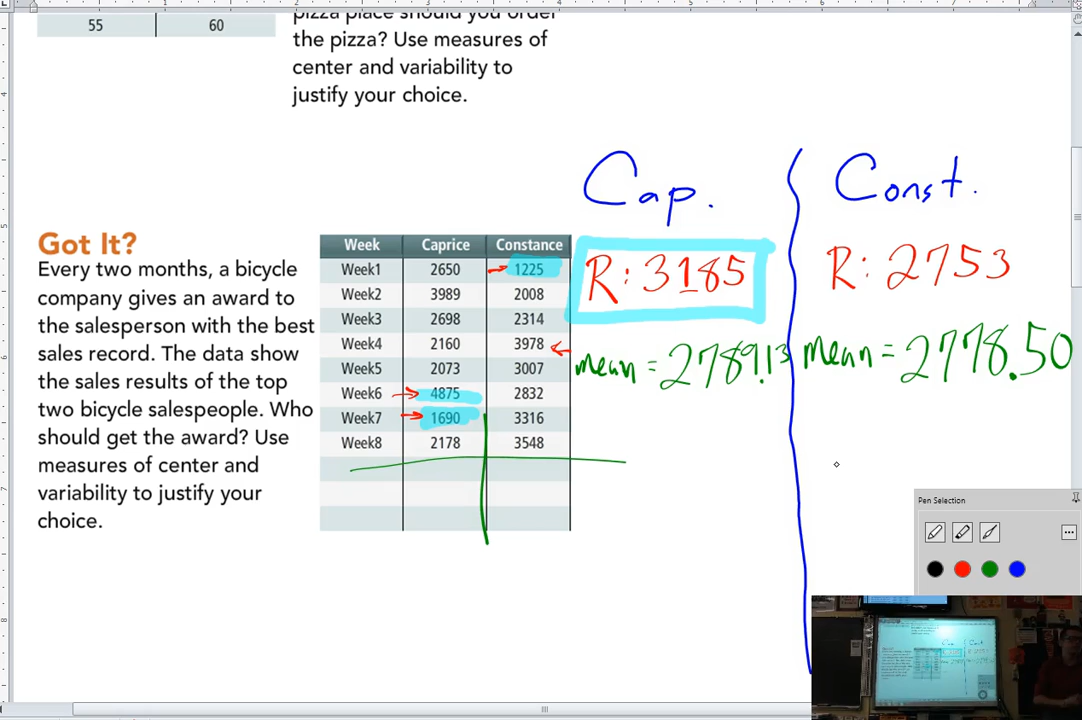 55 60
pizza place should you order
the pizza? Use measures of
center and variability to
justify your choice.
Cap. Const.
Got It?
Every two months, a bicycle
company gives an award to
the salesperson with the best
sales record. The data show
the sales results of the top
two bicycle salespeople. Who
should get the award? Use
measures of center and
variability to justify your
choice.
Week Caprice Constance
Week1 2650 1225
Week2 3989 2008
Week3 2698 2314
Week4 2160 3978
Week5 2073 3007
Week6 4875 2832
Week7 1690 3316
Week8 2178 3548
R: 3185
mean = 2789.13
R: 2753
mean = 2778.50
Pen Selection